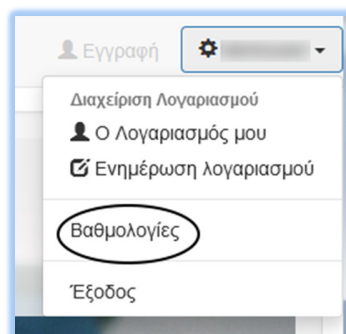 Εγγραφή
Διαχείριση Λογαριασμού
Ο Λογαριασμός μου
Ενημέρωση λογαριασμού
Βαθμολογίες
Έξοδος